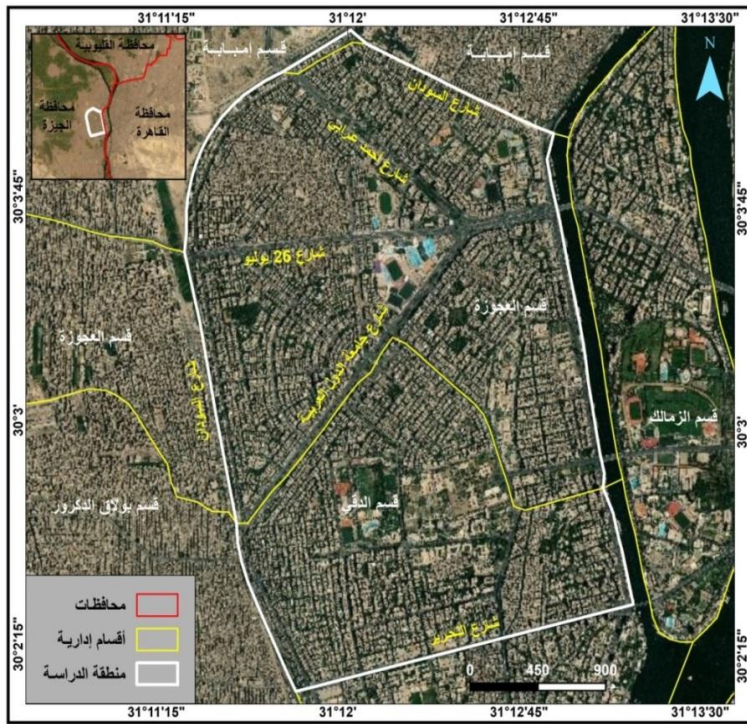 31°11'15" 31°12' 31°12'45" 31°13'30"
محافظة القليوبية
محافظة الجيزة
محافظة القاهرة
قسم امبابة
قسم امبابة
N
شارع السودان
شارع أحمد عرابي
30°3'45"
30°3'45"
شارع 26 يوليو
شارع جامعة الدول العربية
قسم العجوزة
قسم العجوزة
شارع السودان
30°3'
30°3'
قسم الزمالك
قسم الدقي
قسم بولاق الدكرور
محافظات
أقسام إدارية
منطقة الدراسة
شارع التحرير
30°2'15"
30°2'15"
0 450 900
31°11'15" 31°12' 31°12'45" 31°13'30"